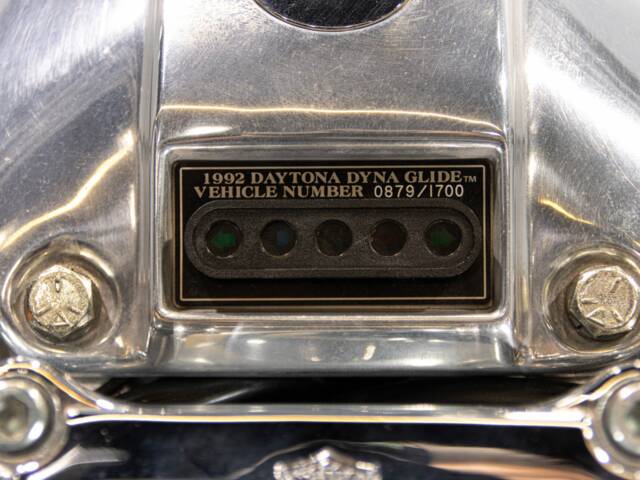 1992 DAYTONA DYNA GLIDE™
VEHICLE NUMBER 0879/1700